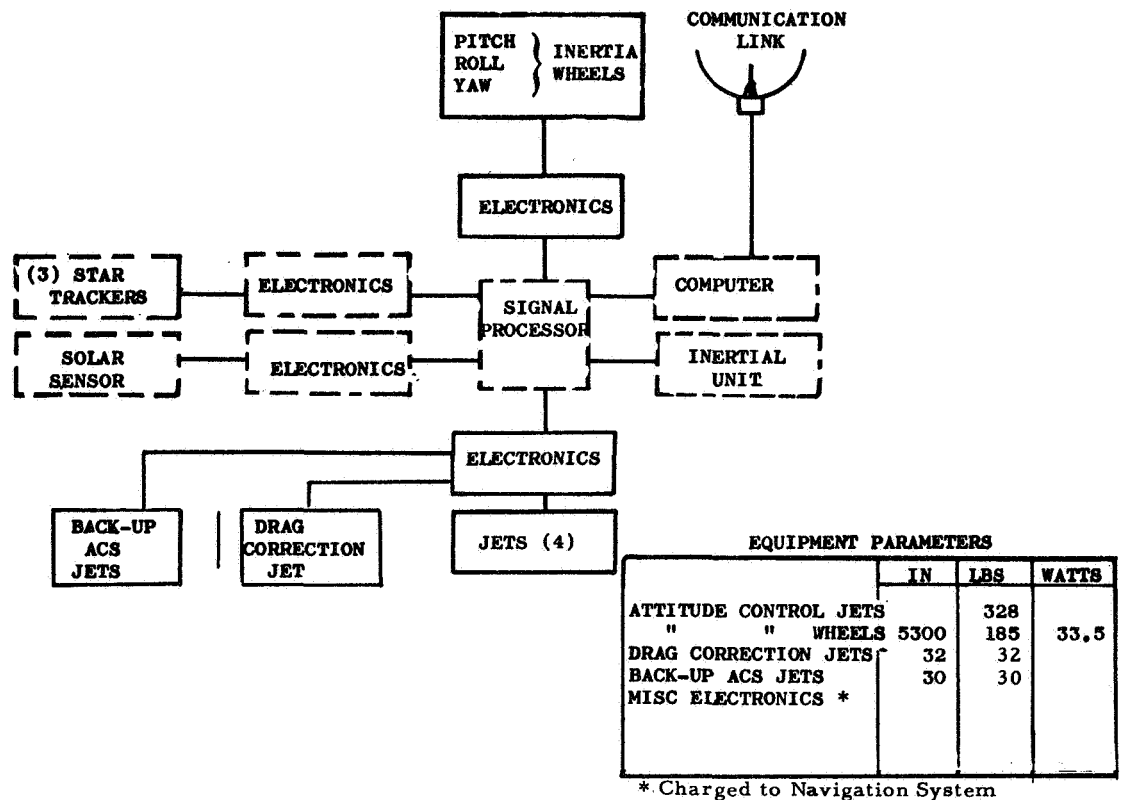 PITCH
ROLL
YAW
INERTIA
WHEELS
COMMUNICATION
LINK
ELECTRONICS
(3) STAR
TRACKERS
ELECTRONICS
SIGNAL
PROCESSOR
COMPUTER
SOLAR
SENSOR
ELECTRONICS
INERTIAL
UNIT
ELECTRONICS
BACK-UP
ACS
JETS
DRAG
CORRECTION
JET
JETS (4)
EQUIPMENT PARAMETERS
IN LBS WATTS
ATTITUDE CONTROL JETS 328
" " WHEELS 5300 185 33.5
DRAG CORRECTION JETS 32 32
BACK-UP ACS JETS 30 30
MISC ELECTRONICS *
* Charged to Navigation System